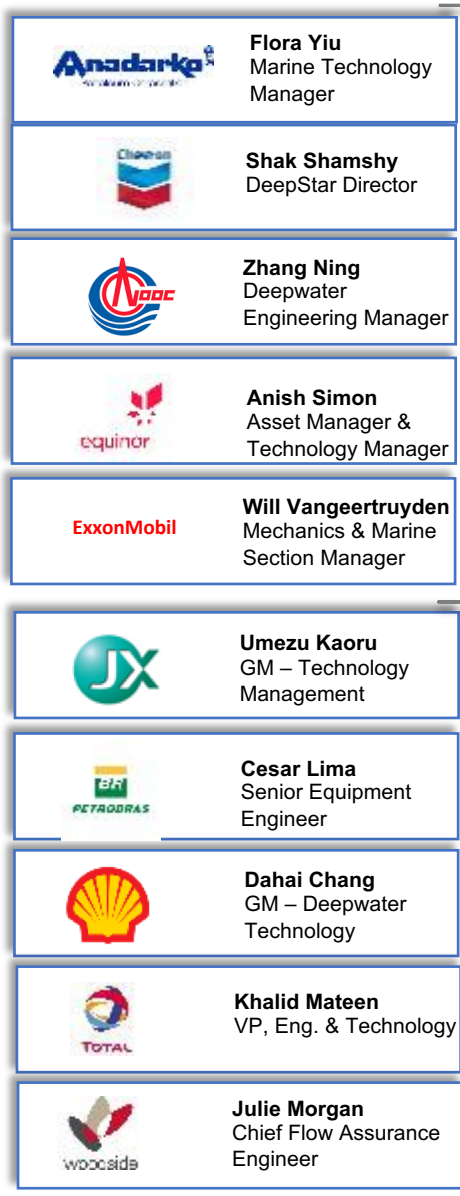 Anadarko
Flora Yiu
Marine Technology
Manager
Chevron
Shak Shamshy
DeepStar Director
Zhang Ning
Deepwater
Engineering Manager
NOOC
equinor
Anish Simon
Asset Manager &
Technology Manager
ExxonMobil
Will Vangeertruyden
Mechanics & Marine
Section Manager
JX
Umezu Kaoru
GM – Technology
Management
BR
PETROBRAS
Cesar Lima
Senior Equipment
Engineer
Dahai Chang
GM – Deepwater
Technology
TOTAL
Khalid Mateen
VP, Eng. & Technology
woodside
Julie Morgan
Chief Flow Assurance
Engineer